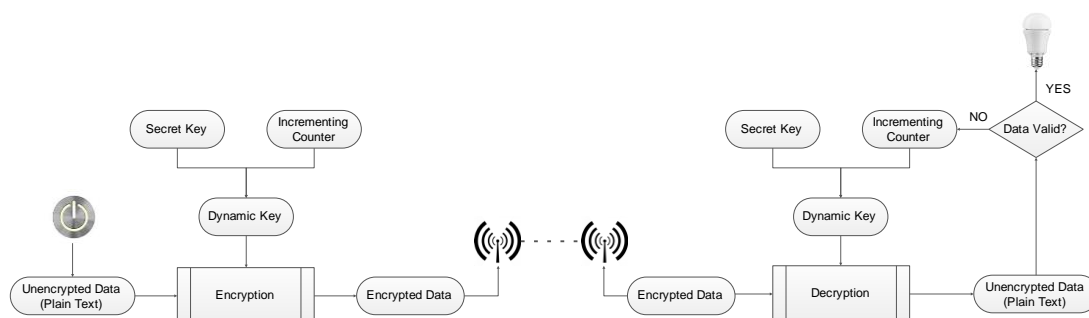 YES
NO
Data Valid?
Secret Key
Incrementing
Counter
Secret Key
Incrementing
Counter
Dynamic Key
Dynamic Key
Unencrypted Data
(Plain Text)
Encryption
Encrypted Data
Encrypted Data
Decryption
Unencrypted Data
(Plain Text)